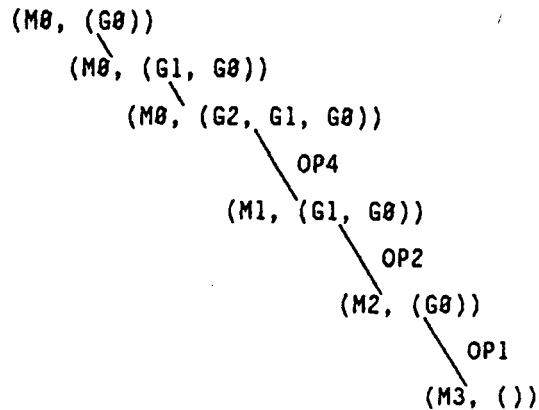 (M0, (G0))
(M0, (G1, G0))
(M0, (G2, G1, G0))
OP4
(M1, (G1, G0))
OP2
(M2, (G0))
OP1
(M3, ())